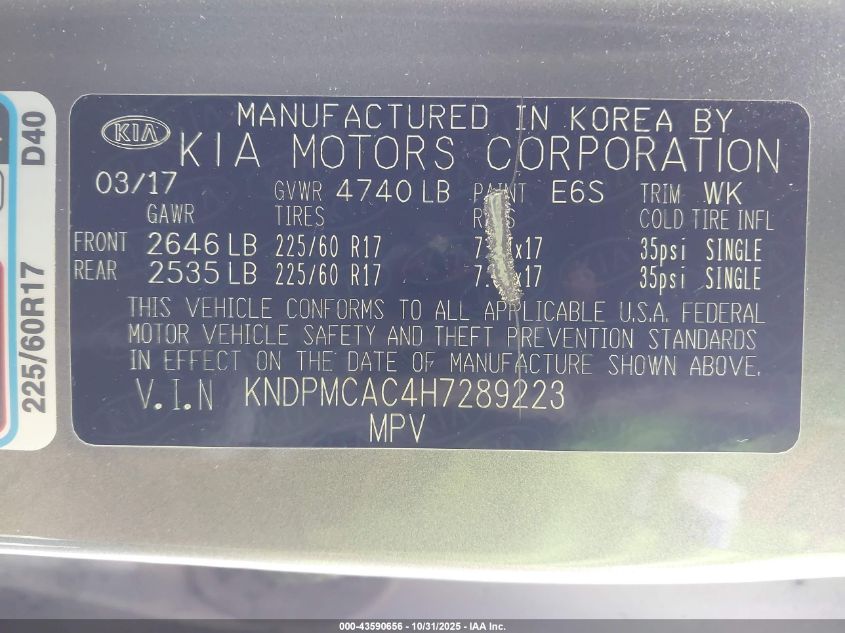 D40
225/60R17
KIA
MANUFACTURED IN KOREA BY
KIA MOTORS CORPORATION
03/17 GVWR 4740 LB PAINT E6S TRIM WK
GAWR TIRES COLD TIRE INFL
FRONT 2646 LB 225/60 R17 x17 35psi SINGLE
REAR 2535 LB 225/60 R17 x17 35psi SINGLE
THIS VEHICLE CONFORMS TO ALL APPLICABLE U.S.A. FEDERAL
MOTOR VEHICLE SAFETY AND THEFT PREVENTION STANDARDS
IN EFFECT ON THE DATE OF MANUFACTURE SHOWN ABOVE.
V.I.N KNDPMCAC4H7289223
MPV
000-43590656 - 10/31/2025 - IAA Inc.